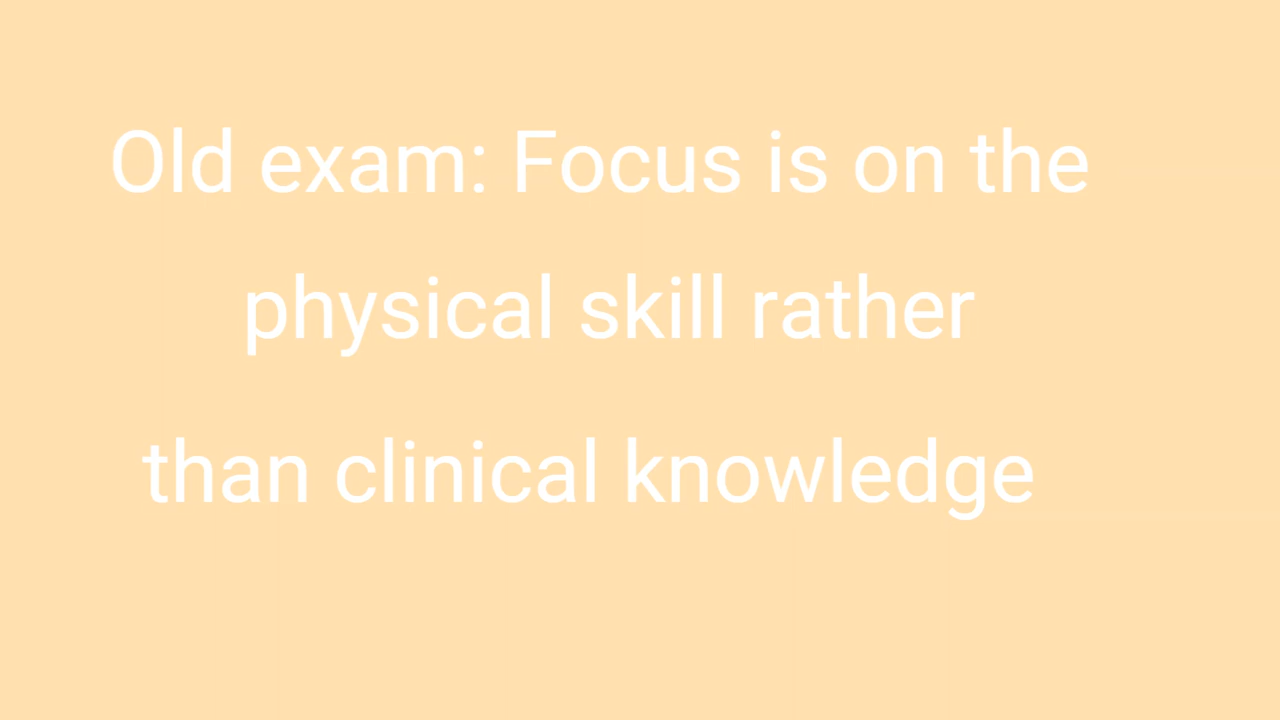 Old exam: Focus is on the
physical skill rather
than clinical knowledge